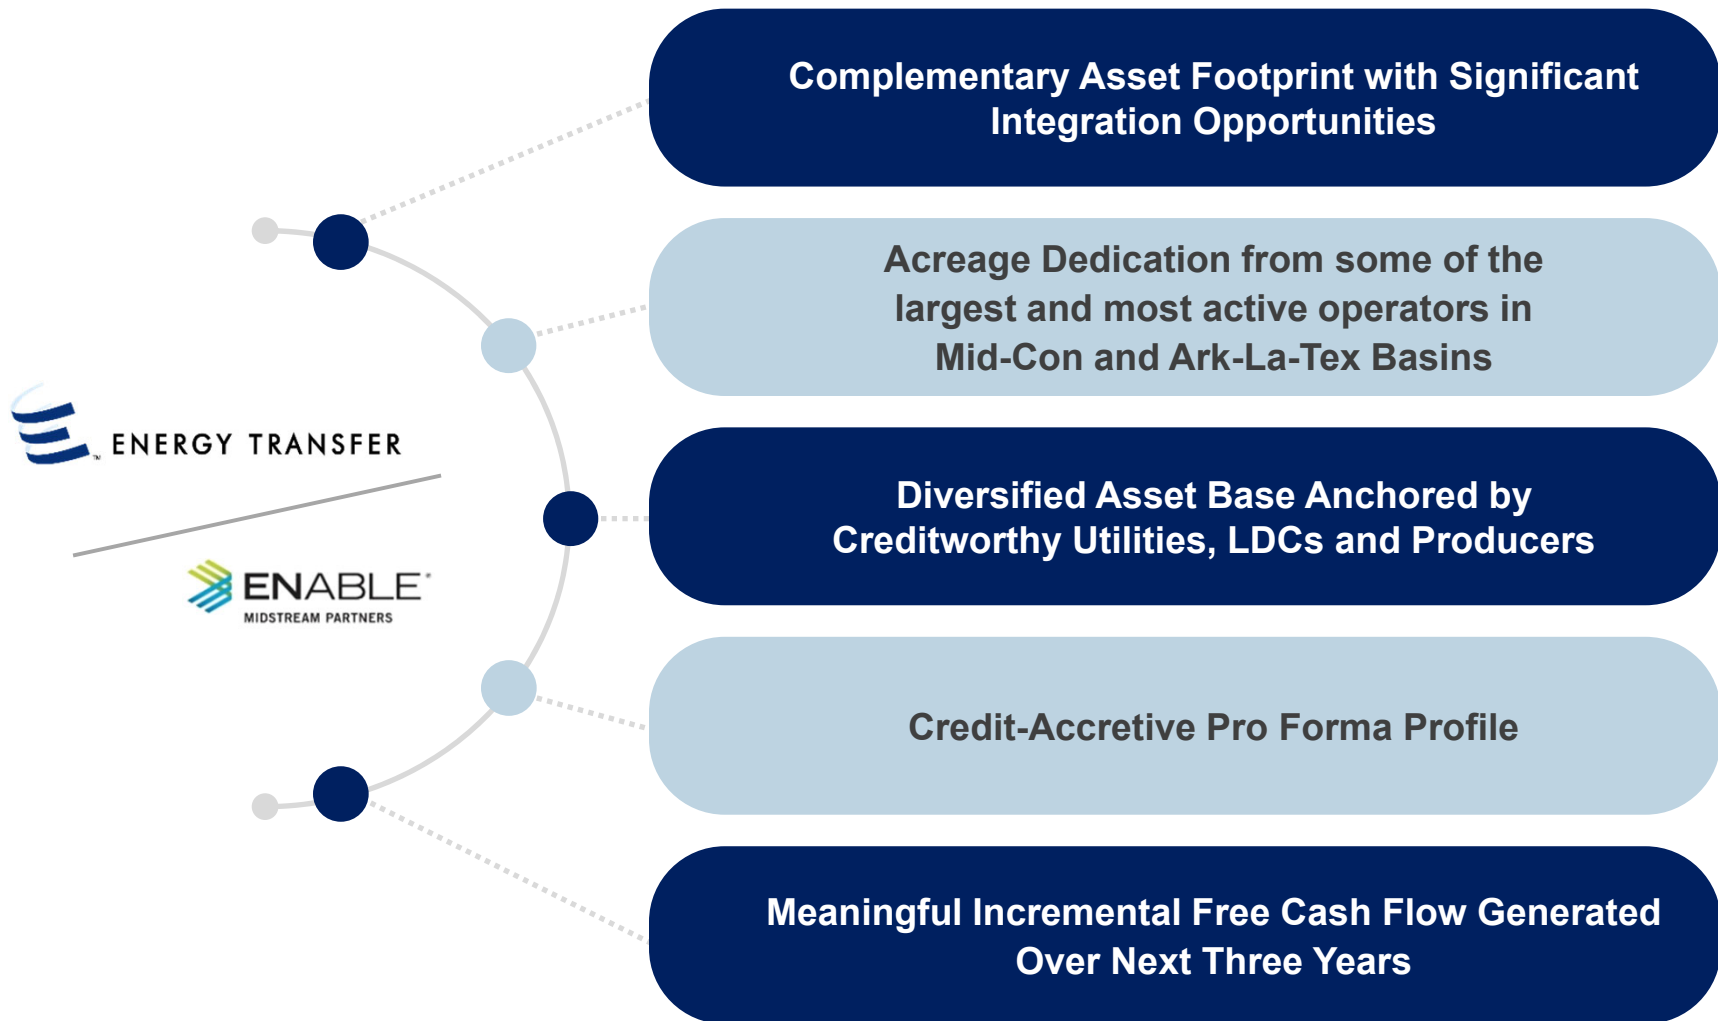 Complementary Asset Footprint with Significant
Integration Opportunities
Acreage Dedication from some of the
largest and most active operators in
Mid-Con and Ark-La-Tex Basins
ENERGY TRANSFER
™
Diversified Asset Base Anchored by
Creditworthy Utilities, LDCs and Producers
ENABLE
MIDSTREAM PARTNERS
Credit-Accretive Pro Forma Profile
Meaningful Incremental Free Cash Flow Generated
Over Next Three Years